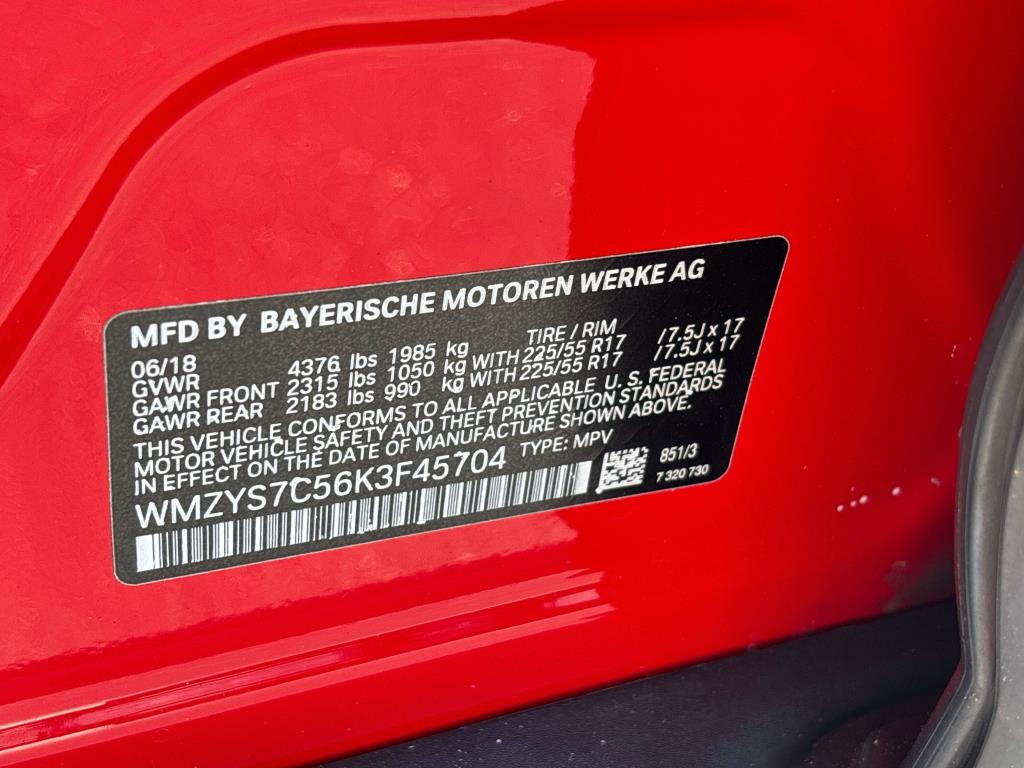 MFD BY BAYERISCHE MOTOREN WERKE AG
06/18 TIRE / RIM
GVWR 4376 lbs 1985 kg
GAWR FRONT 2315 lbs 1050 kg WITH 225/55 R17 /7.5J x 17
GAWR REAR 2183 lbs 990 kg WITH 225/55 R17 /7.5J x 17
THIS VEHICLE CONFORMS TO ALL APPLICABLE U. S. FEDERAL
MOTOR VEHICLE SAFETY AND THEFT PREVENTION STANDARDS
IN EFFECT ON THE DATE OF MANUFACTURE SHOWN ABOVE.
TYPE: MPV
WMZYS7C56K3F45704
851/3
7 320 730